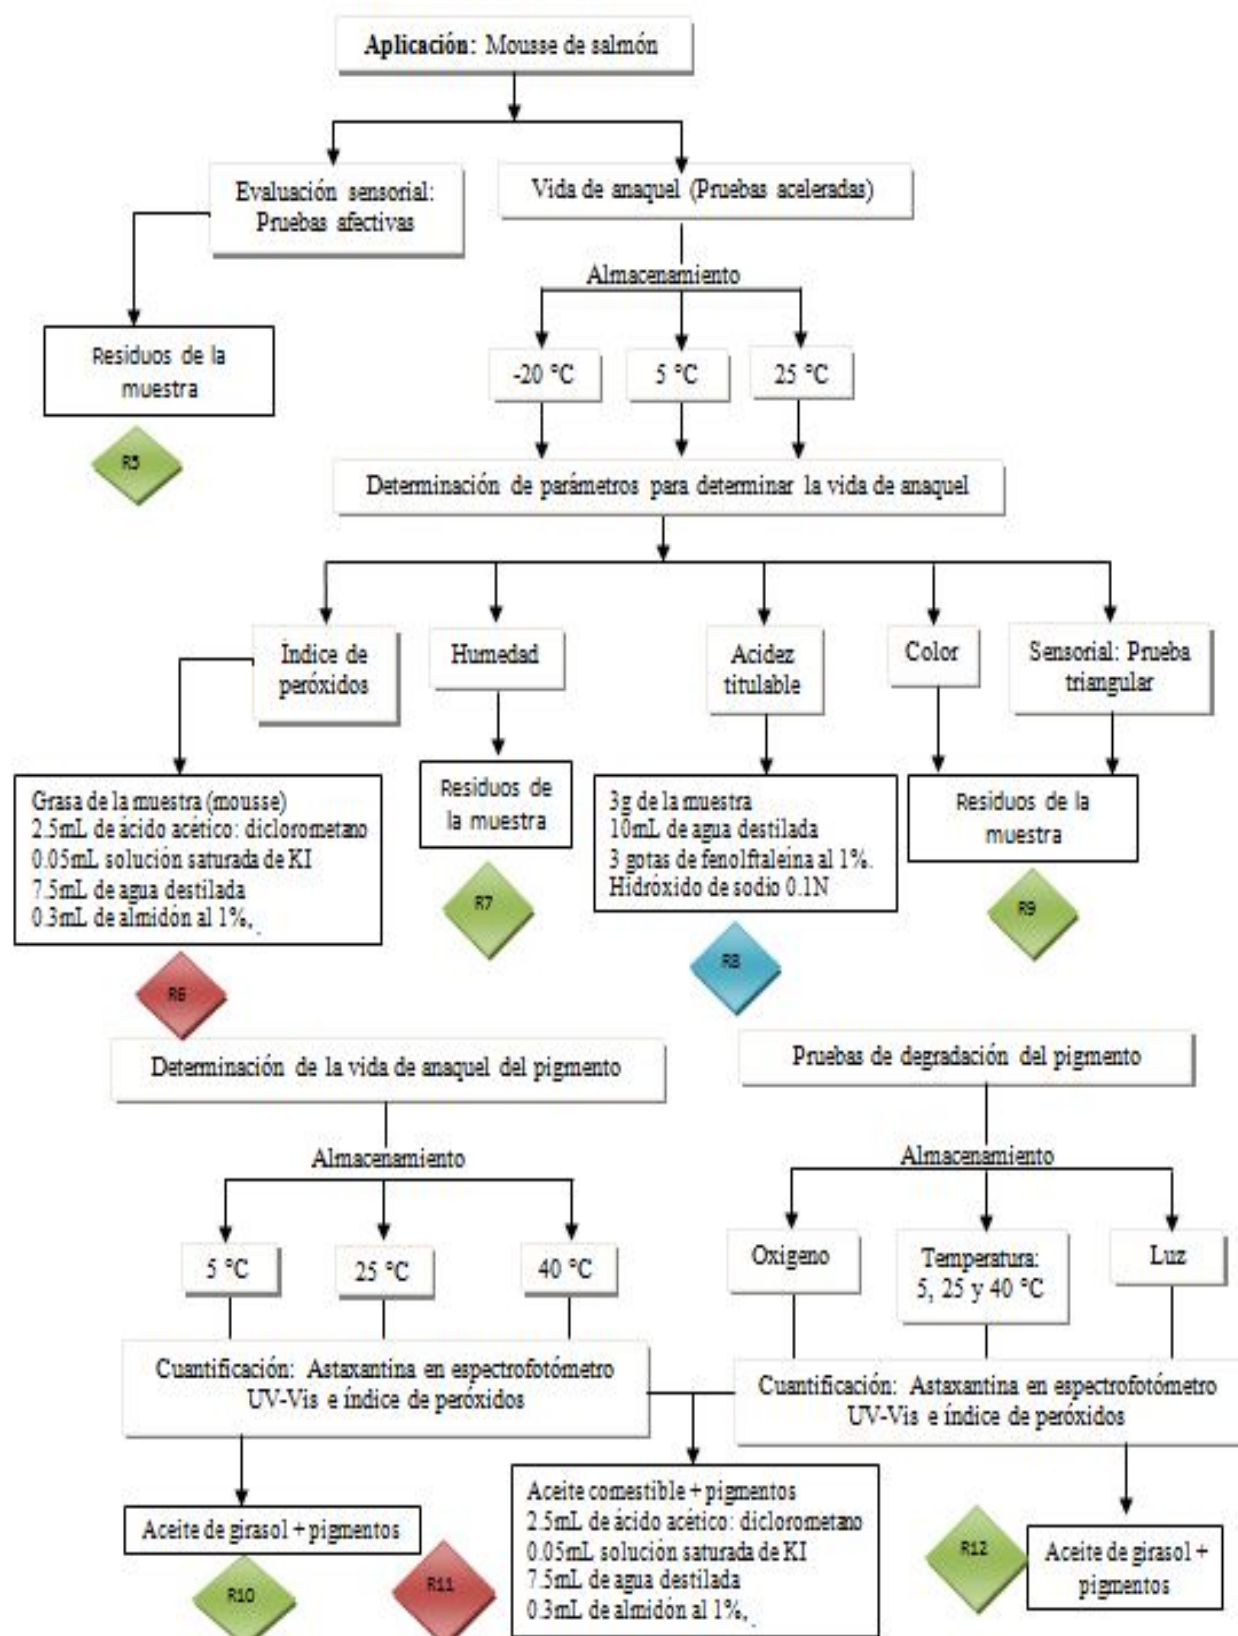 Aplicación: Mousse de salmón
Evaluación sensorial:
Pruebas afectivas
Vida de anaquel (Pruebas aceleradas)
Almacenamiento
Residuos de la
muestra
-20 °C
5 °C
25 °C
R5
Determinación de parámetros para determinar la vida de anaquel
Índice de
peróxidos
Humedad
Acidez
titulable
Color
Sensorial: Prueba
triangular
Grasa de la muestra (mousse)
2.5mL de ácido acético: diclorometano
0.05mL solución saturada de KI
7.5mL de agua destilada
0.3mL de almidón al 1%,
Residuos de
la muestra
3g de la muestra
10mL de agua destilada
3 gotas de fenolftaleína al 1%.
Hidróxido de sodio 0.1N
Residuos de la
muestra
R6
R7
R8
R9
Determinación de la vida de anaquel del pigmento
Almacenamiento
5 °C
25 °C
40 °C
Cuantificación: Astaxantina en espectrofotómetro
UV-Vis e índice de peróxidos
Pruebas de degradación del pigmento
Almacenamiento
Oxigeno
Temperatura:
5, 25 y 40 °C
Luz
Cuantificación: Astaxantina en espectrofotómetro
UV-Vis e índice de peróxidos
Aceite de girasol + pigmentos
R10
R11
Aceite comestible + pigmentos
2.5mL de ácido acético: diclorometano
0.05mL solución saturada de KI
7.5mL de agua destilada
0.3mL de almidón al 1%,
R12
Aceite de girasol +
pigmentos